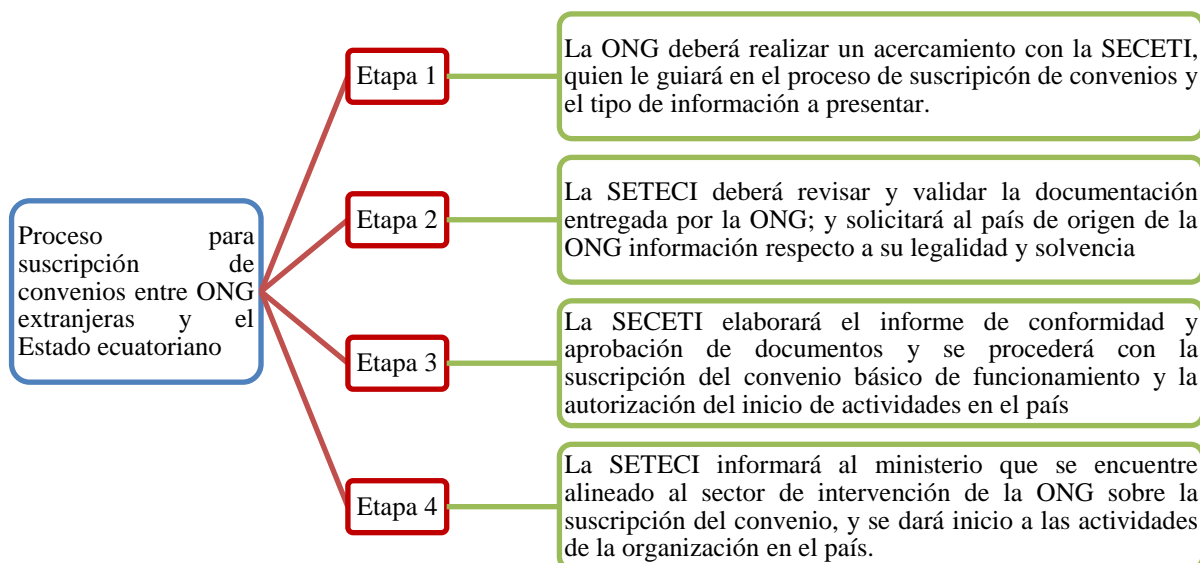 Proceso para
suscripción de
convenios entre ONG
extranjeras y el
Estado ecuatoriano
Etapa 1
La ONG deberá realizar un acercamiento con la SECETI,
quien le guiará en el proceso de suscripicón de convenios y
el tipo de información a presentar.
Etapa 2
La SETECI deberá revisar y validar la documentación
entregada por la ONG; y solicitará al país de origen de la
ONG información respecto a su legalidad y solvencia
Etapa 3
La SECETI elaborará el informe de conformidad y
aprobación de documentos y se procederá con la
suscripción del convenio básico de funcionamiento y la
autorización del inicio de actividades en el país
Etapa 4
La SETECI informará al ministerio que se encuentre
alineado al sector de intervención de la ONG sobre la
suscripción del convenio, y se dará inicio a las actividades
de la organización en el país.